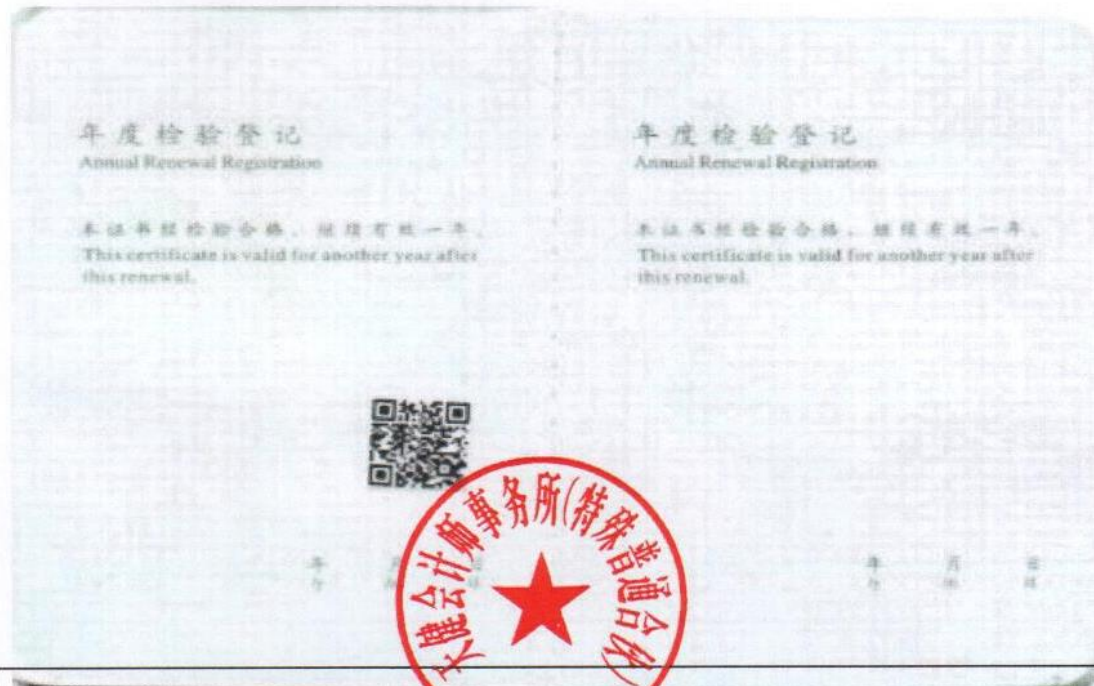 年度检验登记
Annual Renewal Registration
本证书经检验合格，继续有效一年。
This certificate is valid for another year after
this renewal.
年度检验登记
Annual Renewal Registration
本证书经检验合格，继续有效一年。
This certificate is valid for another year after
this renewal.
年 月 日
天健会计师事务所(特殊普通合伙)